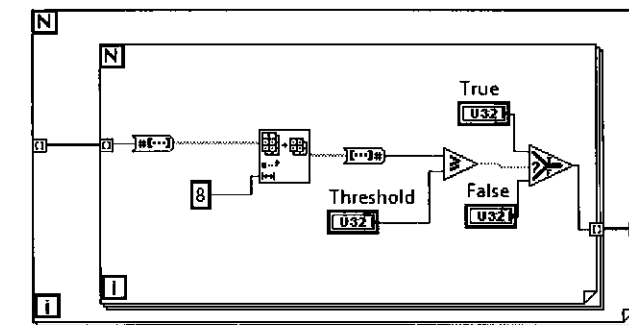 N
N
True
U32
#[...]
[...]#
8
Threshold
U32
False
U32
?
T
F
i
i